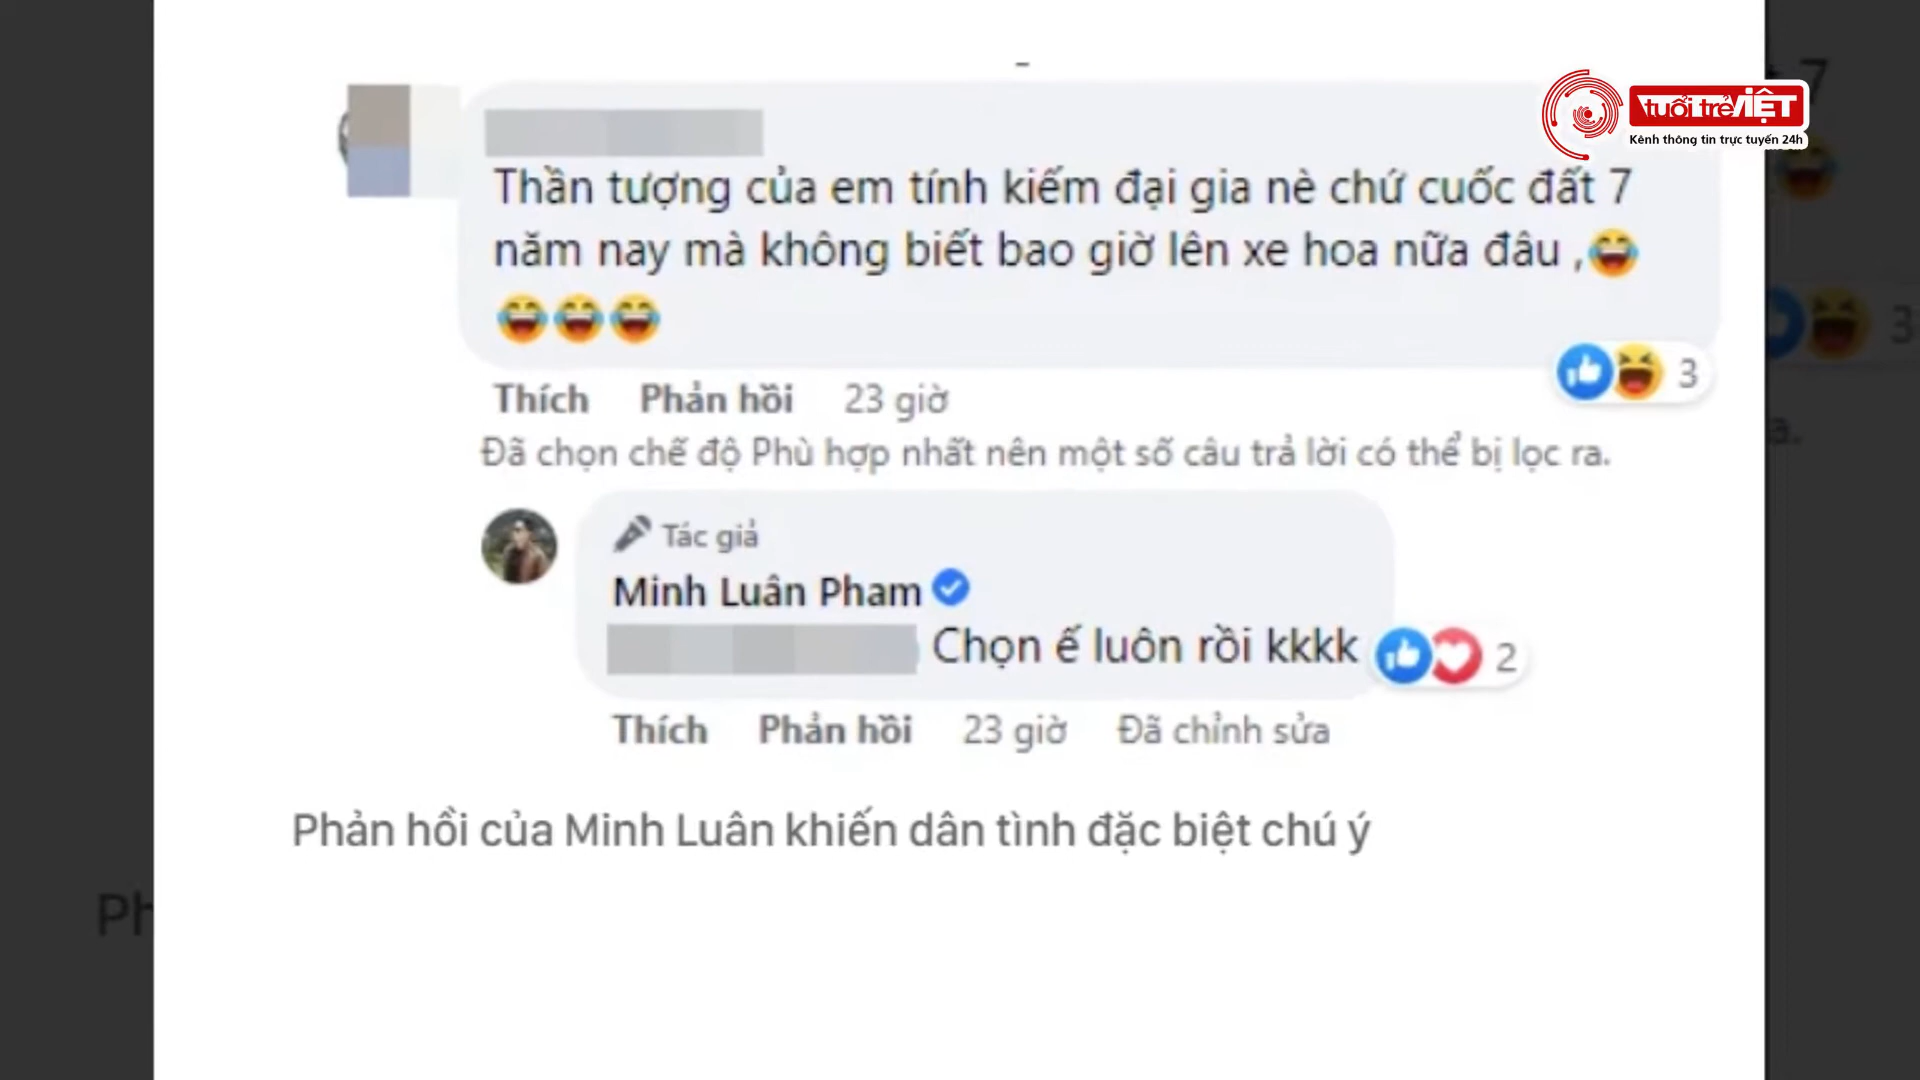 tuổi trẻ VIỆT
Kênh thông tin trực tuyến 24h
Thần tượng của em tính kiếm đại gia nè chứ cuốc đất 7
năm nay mà không biết bao giờ lên xe hoa nữa đâu ,😂
😂😂😂
3
Thích Phản hồi 23 giờ
Đã chọn chế độ Phù hợp nhất nên một số câu trả lời có thể bị lọc ra.
Tác giả
Minh Luân Pham
Chọn ế luôn rồi kkkk
2
Thích Phản hồi 23 giờ Đã chỉnh sửa
Phản hồi của Minh Luân khiến dân tình đặc biệt chú ý